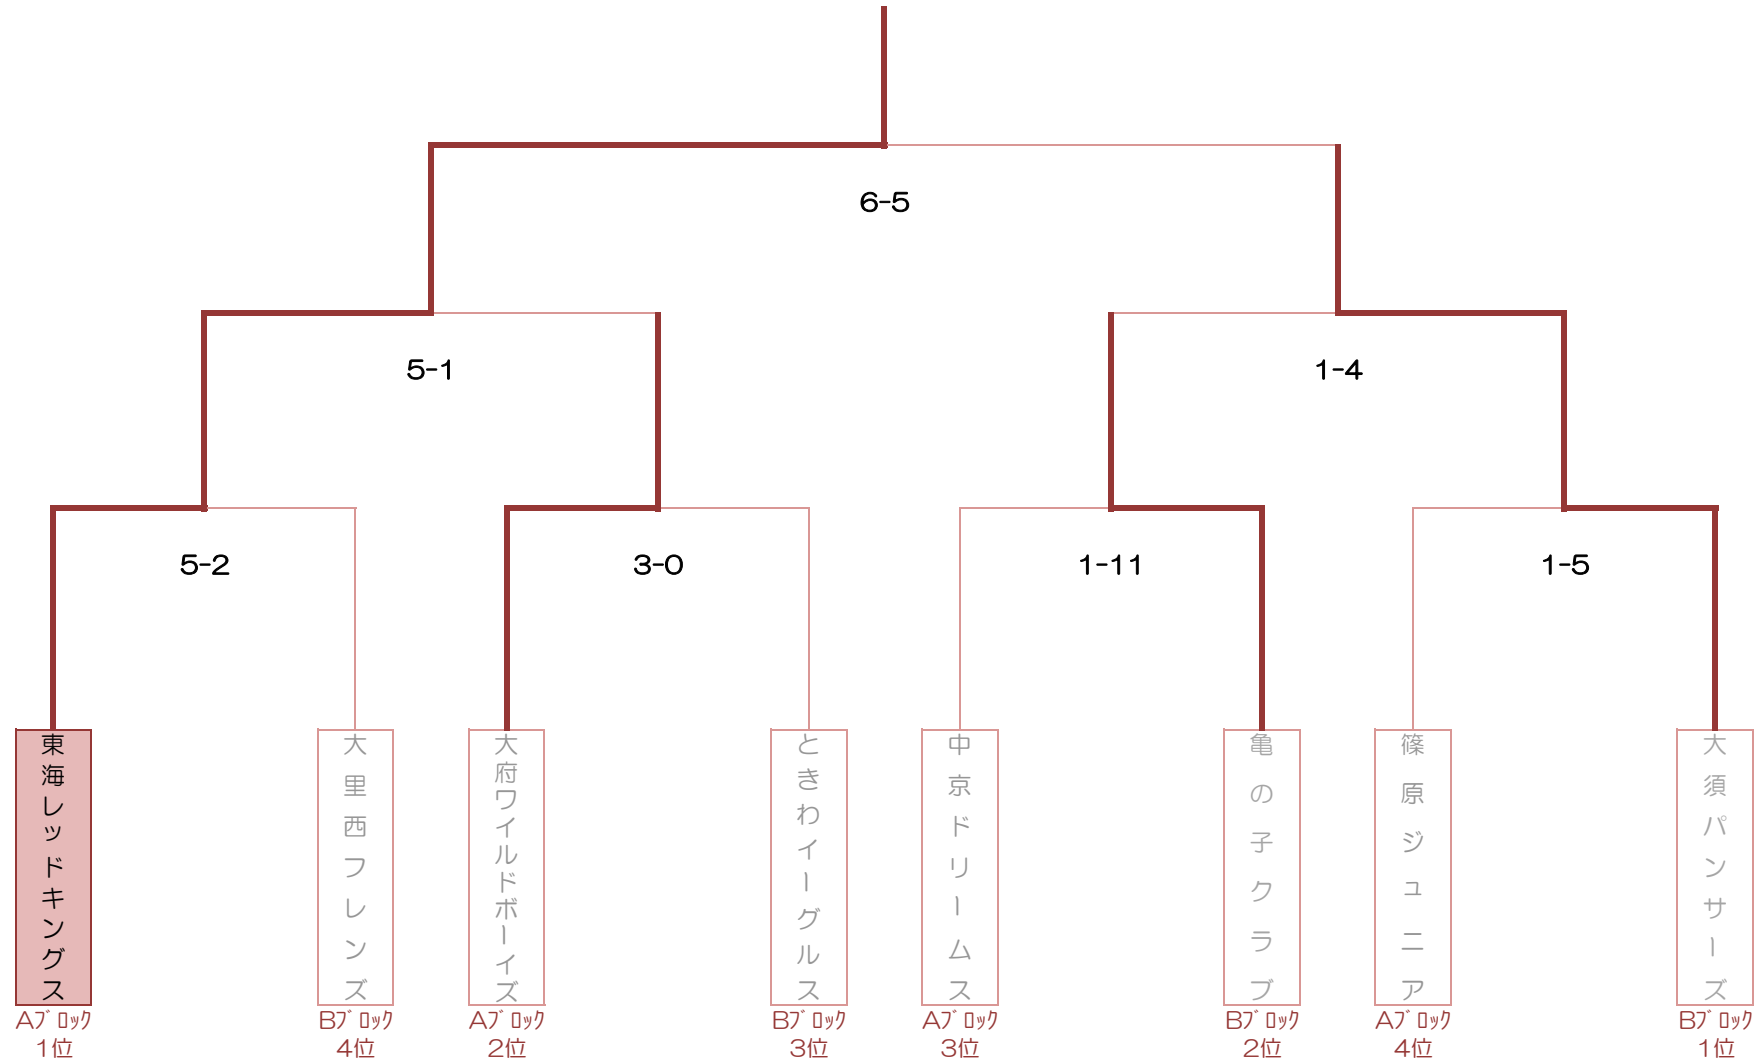 6-5
5-1
1-4
5-2
3-0
1-11
1-5
東海レッドキングス
大里西フレンズ
大府ワイルドボーイズ
ときわイーグルス
中京ドリームス
亀の子クラブ
篠原ジュニア
大須パンサーズ
Aブロック
1位
Bブロック
4位
Aブロック
2位
Bブロック
3位
Aブロック
3位
Bブロック
2位
Aブロック
4位
Bブロック
1位